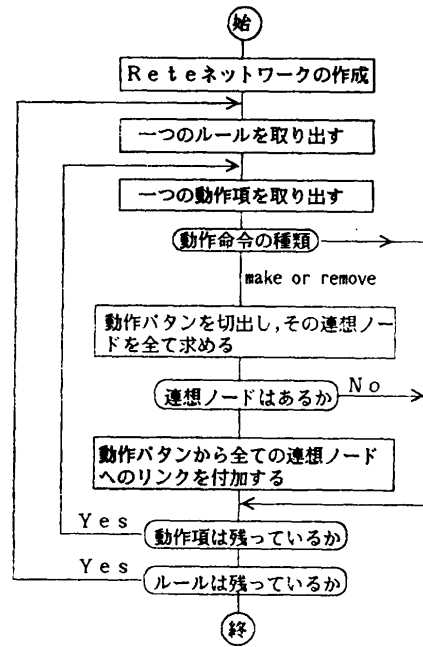 始
Reteネットワークの作成
一つのルールを取り出す
一つの動作項を取り出す
動作命令の種類
make or remove
動作パタンを切出し,その連想ノー
ドを全て求める
連想ノードはあるか
No
動作パタンから全ての連想ノード
へのリンクを付加する
Yes
動作項は残っているか
Yes
ルールは残っているか
終